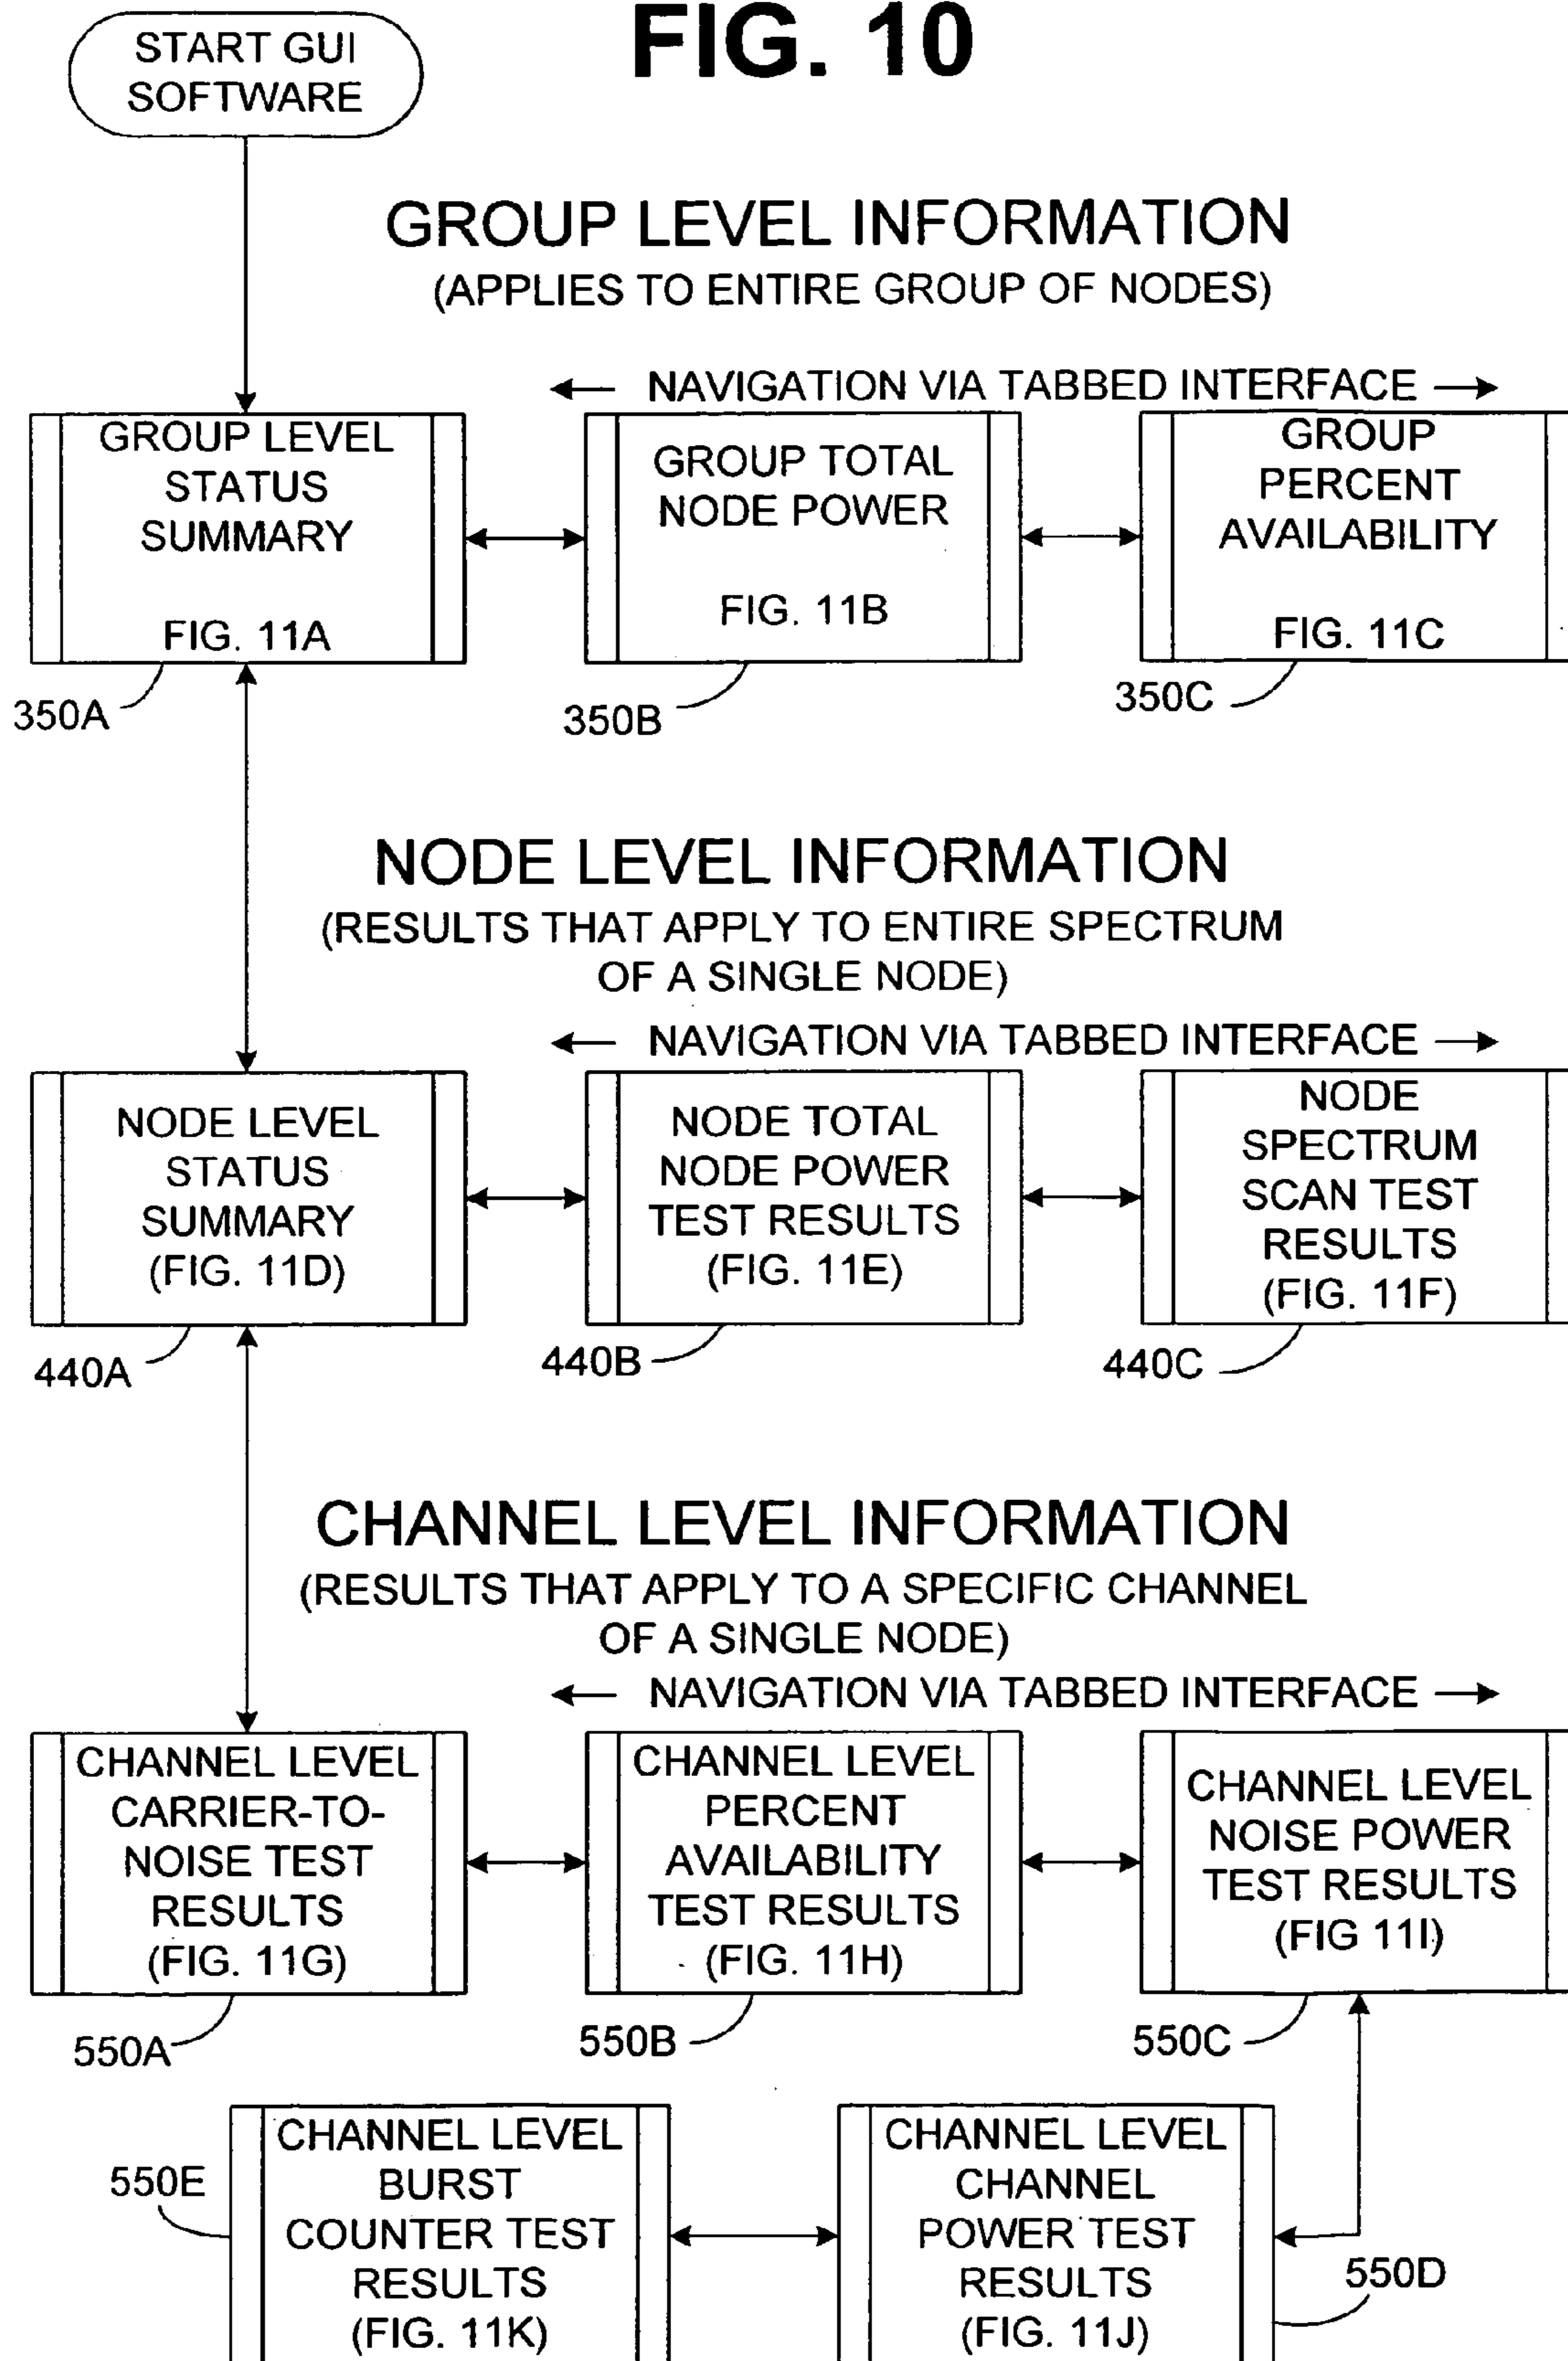 FIG. 10
START GUI
SOFTWARE
GROUP LEVEL INFORMATION
(APPLIES TO ENTIRE GROUP OF NODES)
NAVIGATION VIA TABBED INTERFACE
GROUP LEVEL
STATUS
SUMMARY
FIG. 11A
350A
GROUP TOTAL
NODE POWER
FIG. 11B
350B
GROUP
PERCENT
AVAILABILITY
FIG. 11C
350C
NODE LEVEL INFORMATION
(RESULTS THAT APPLY TO ENTIRE SPECTRUM
OF A SINGLE NODE)
NAVIGATION VIA TABBED INTERFACE
NODE LEVEL
STATUS
SUMMARY
(FIG. 11D)
440A
NODE TOTAL
NODE POWER
TEST RESULTS
(FIG. 11E)
440B
NODE
SPECTRUM
SCAN TEST
RESULTS
(FIG. 11F)
440C
CHANNEL LEVEL INFORMATION
(RESULTS THAT APPLY TO A SPECIFIC CHANNEL
OF A SINGLE NODE)
NAVIGATION VIA TABBED INTERFACE
CHANNEL LEVEL
CARRIER-TO-
NOISE TEST
RESULTS
(FIG. 11G)
550A
CHANNEL LEVEL
PERCENT
AVAILABILITY
TEST RESULTS
(FIG. 11H)
550B
CHANNEL LEVEL
NOISE POWER
TEST RESULTS
(FIG 11I)
550C
550E
CHANNEL LEVEL
BURST
COUNTER TEST
RESULTS
(FIG. 11K)
CHANNEL LEVEL
CHANNEL
POWER TEST
RESULTS
(FIG. 11J)
550D